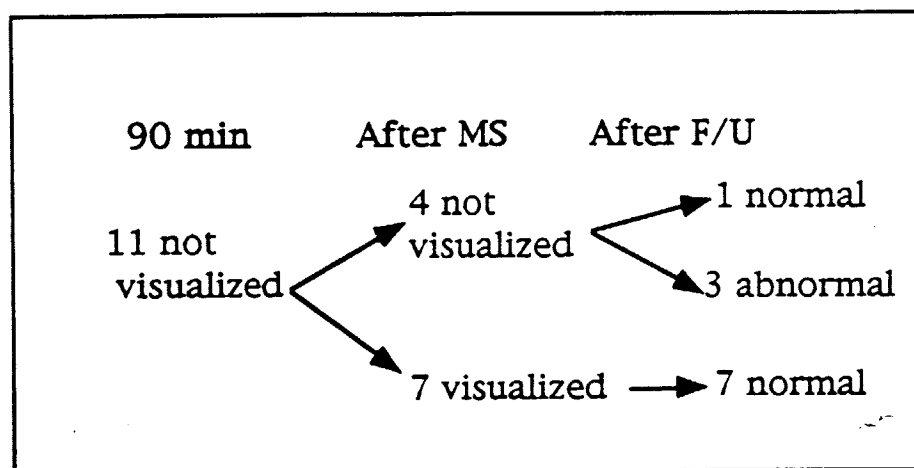 90 min After MS After F/U
11 not
visualized
4 not
visualized
1 normal
3 abnormal
7 visualized
7 normal